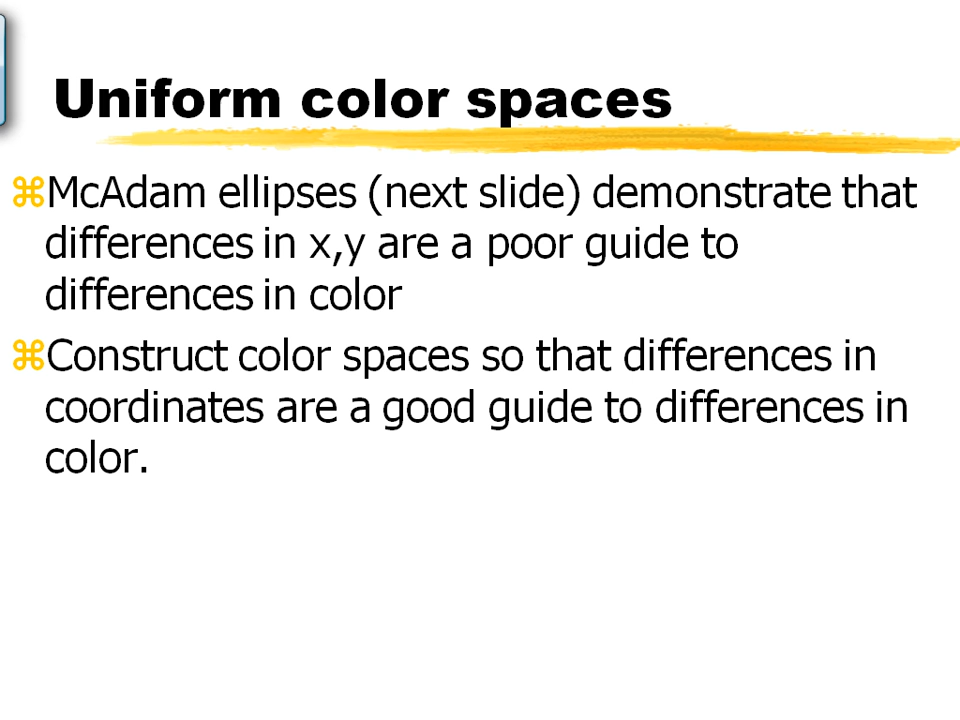 Uniform color spaces
McAdam ellipses (next slide) demonstrate that
differences in x,y are a poor guide to
differences in color
Construct color spaces so that differences in
coordinates are a good guide to differences in
color.